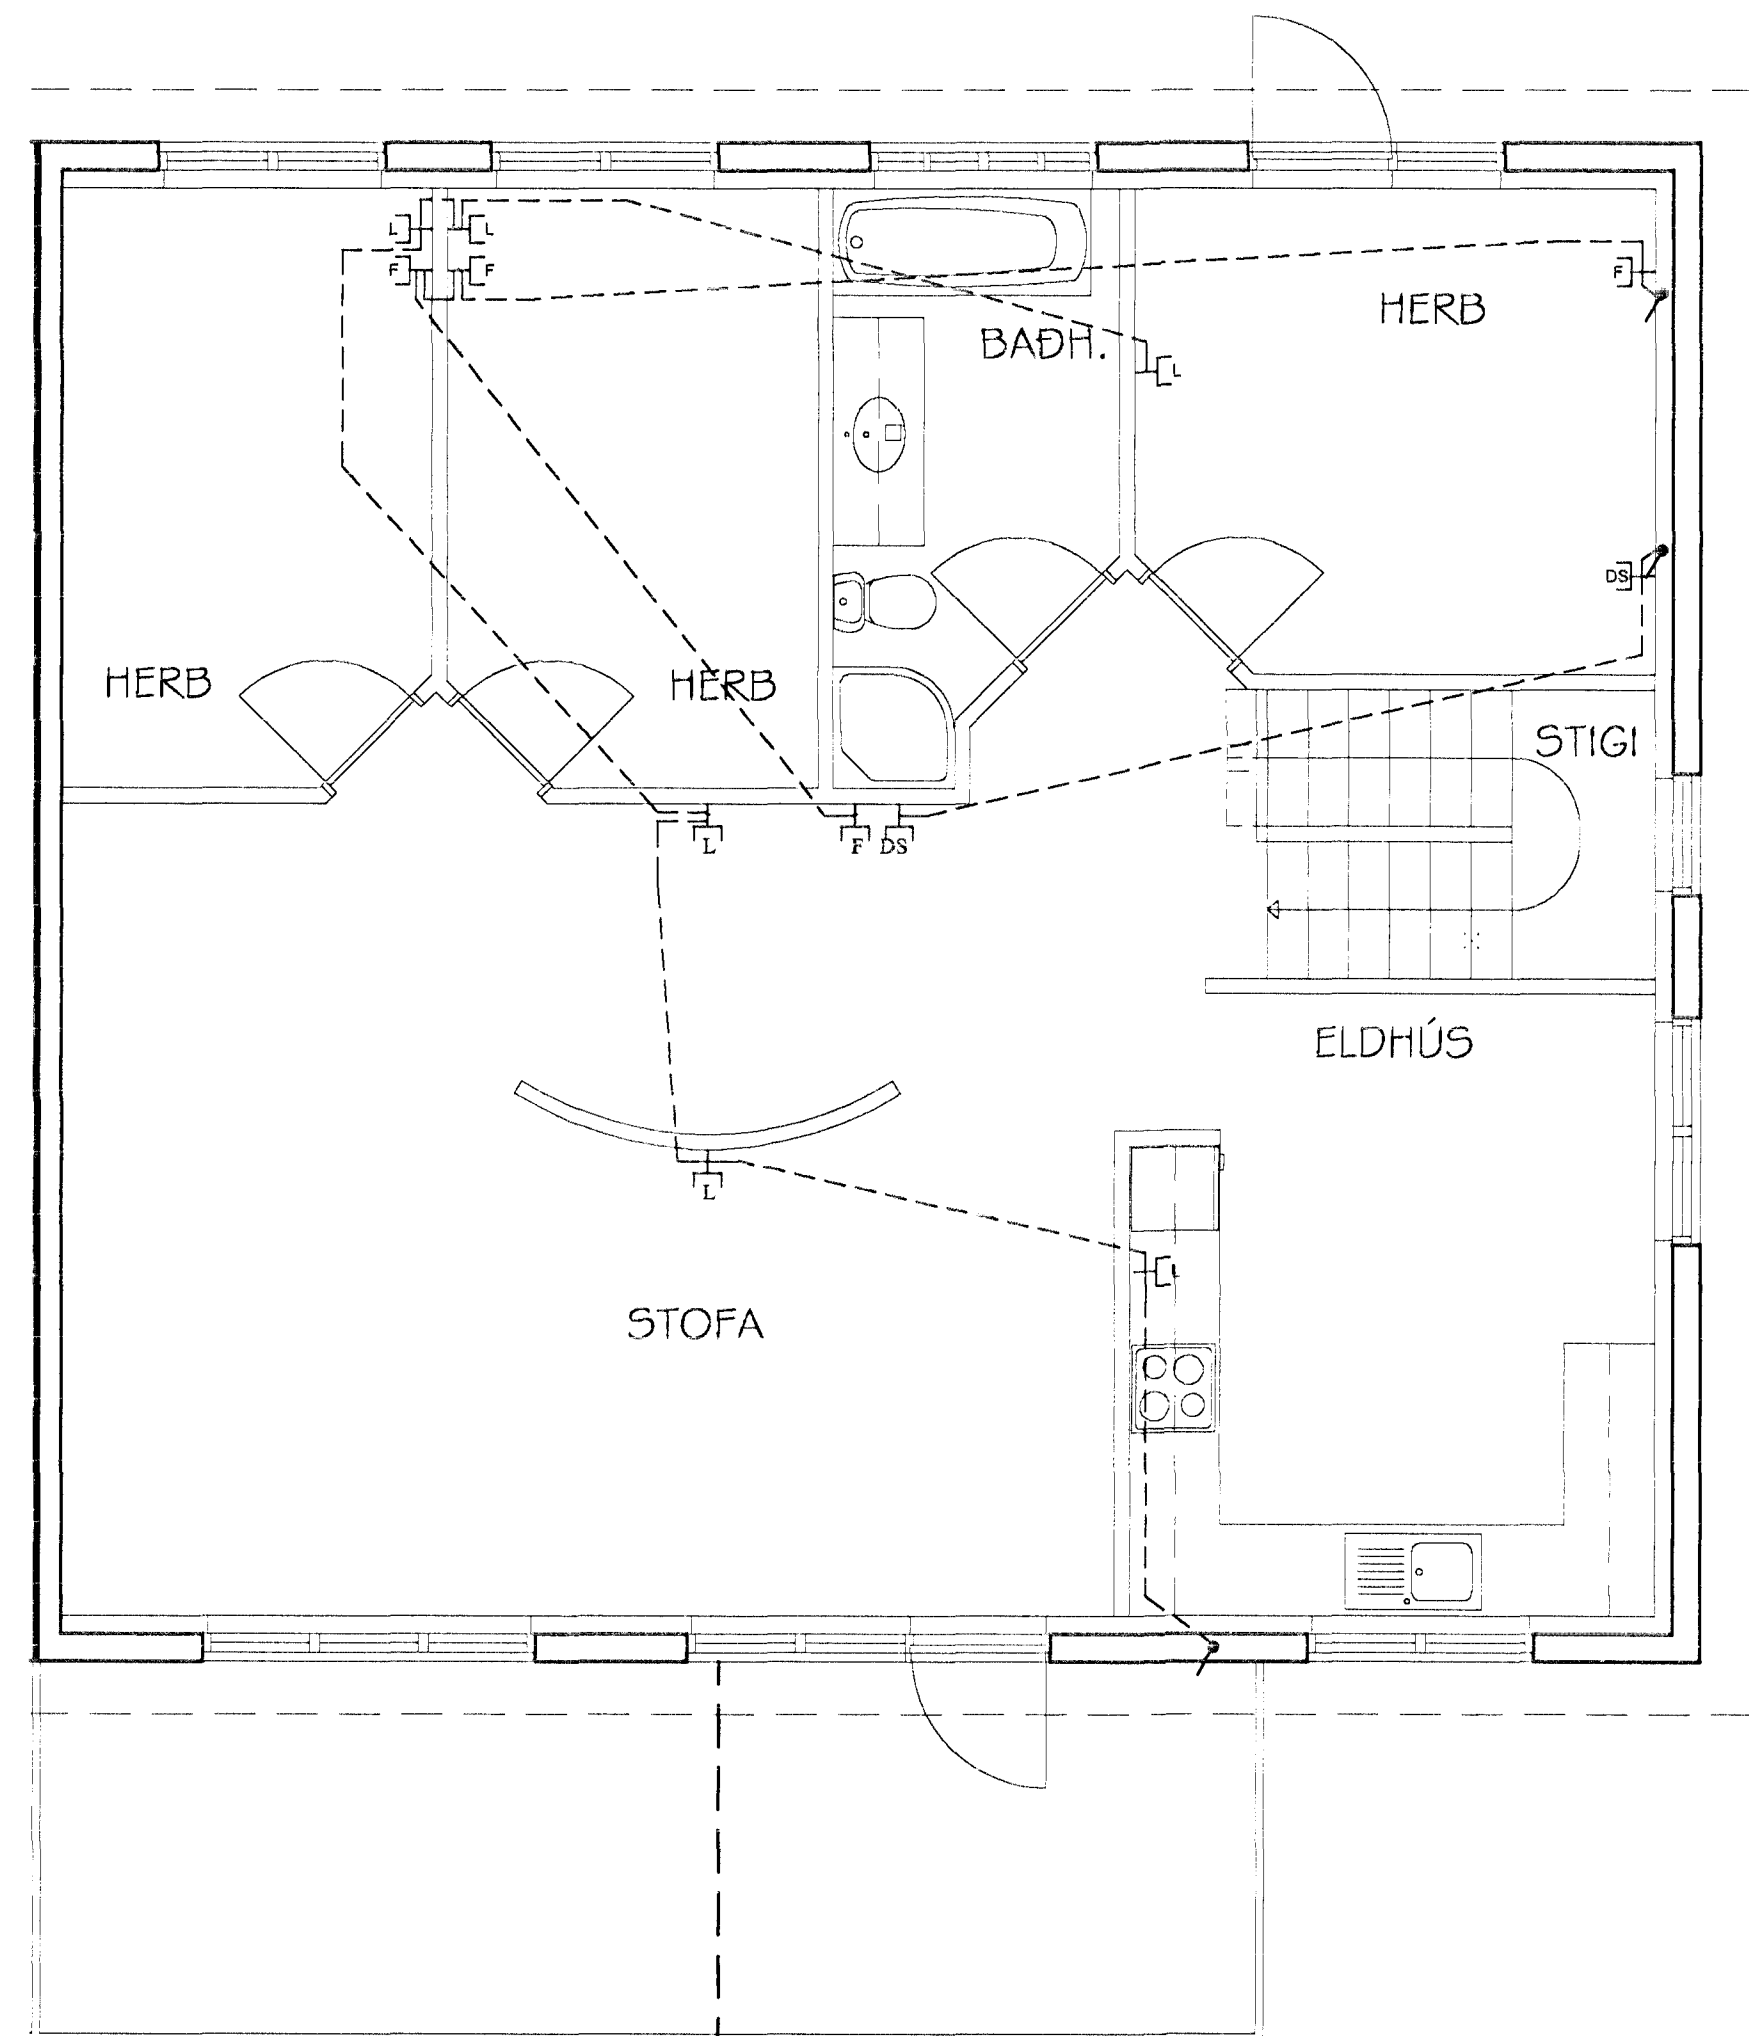 L L
F F
F
HERB
BAÐH.
L
DS
HERB
HERB
STIGI
L
F DS
ELDHÚS
L
L
STOFA